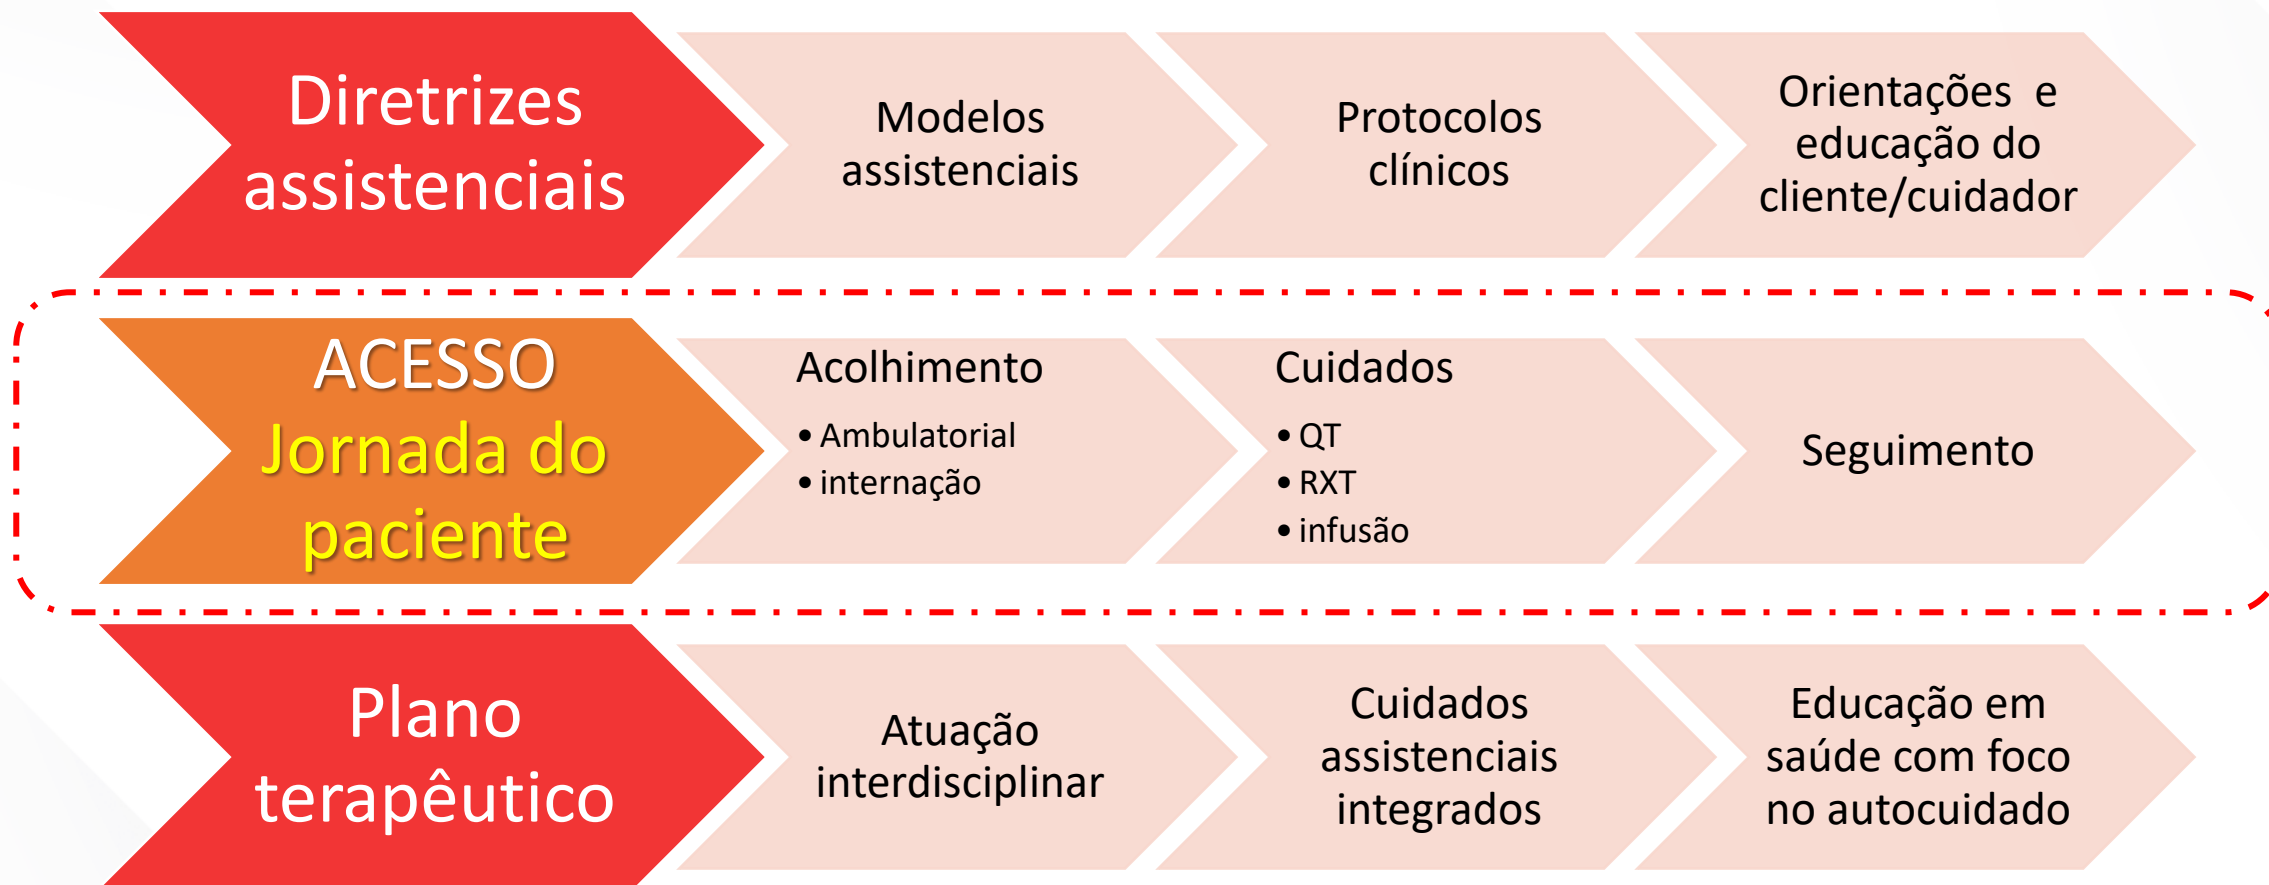 Diretrizes
assistenciais
Modelos
assistenciais
Protocolos
clínicos
Orientações e
educação do
cliente/cuidador
ACESSO
Jornada do
paciente
Acolhimento
• Ambulatorial
• internação
Cuidados
• QT
• RXT
• infusão
Seguimento
Plano
terapêutico
Atuação
interdisciplinar
Cuidados
assistenciais
integrados
Educação em
saúde com foco
no autocuidado